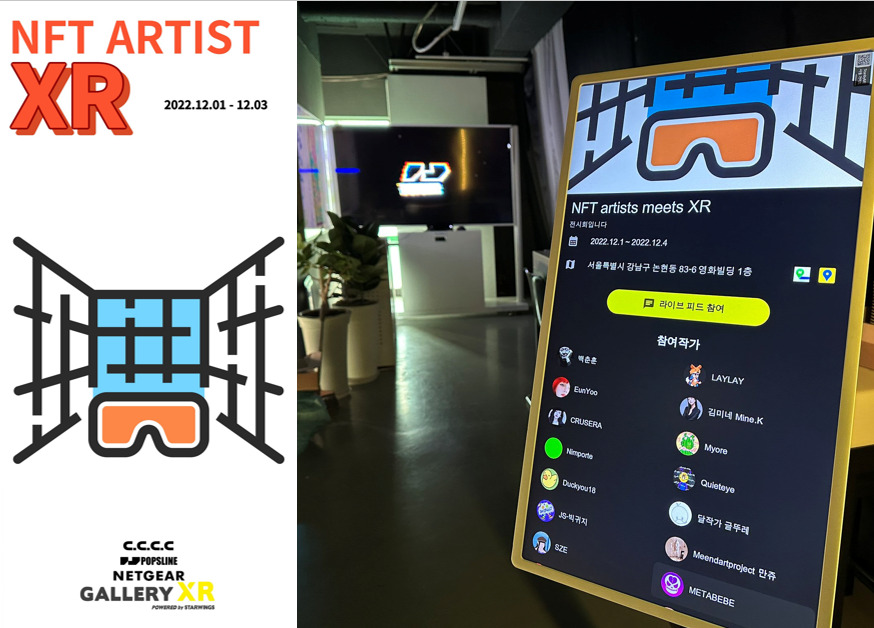 NFT ARTIST
XR
2022.12.01 - 12.03
C.C.C.C
POPSLINE
NETGEAR
GALLERY XR
POWERED by STARWINGS
NFT artists meets XR
전시회입니다
2022.12.1 ~ 2022.12.4
서울특별시 강남구 논현동 83-6 영화빌딩 1층
라이브 피드 참여
참여작가
백춘훈
LAYLAY
EunYoo
김미네 Mine.K
CRUSERA
Myore
Nimporte
Quieteye
Duckyou18
달작가 글뚜레
JS-빅귀지
Meendartproject 만쥬
SZE
METABEBE